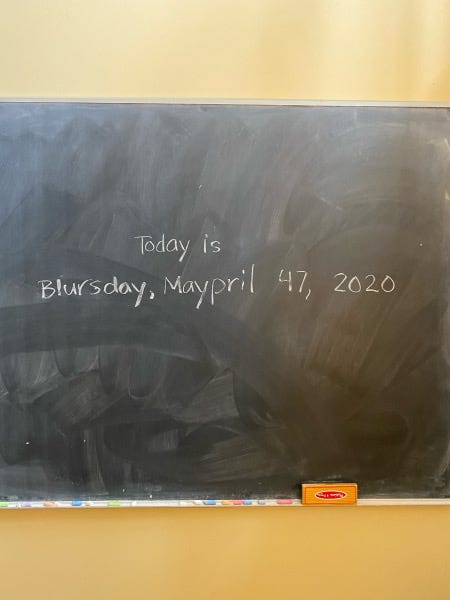 Today is
Blursday, Maypril 47, 2020